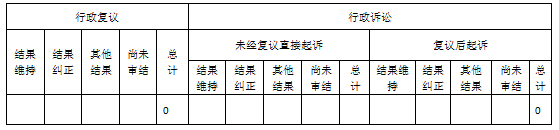 行政复议 行政诉讼
未经复议直接起诉 复议后起诉
结果维持 结果纠正 其他结果 尚未审结 总计 结果维持 结果纠正 其他结果 尚未审结 总计 结果维持 结果纠正 其他结果 尚未审结 总计
0 0